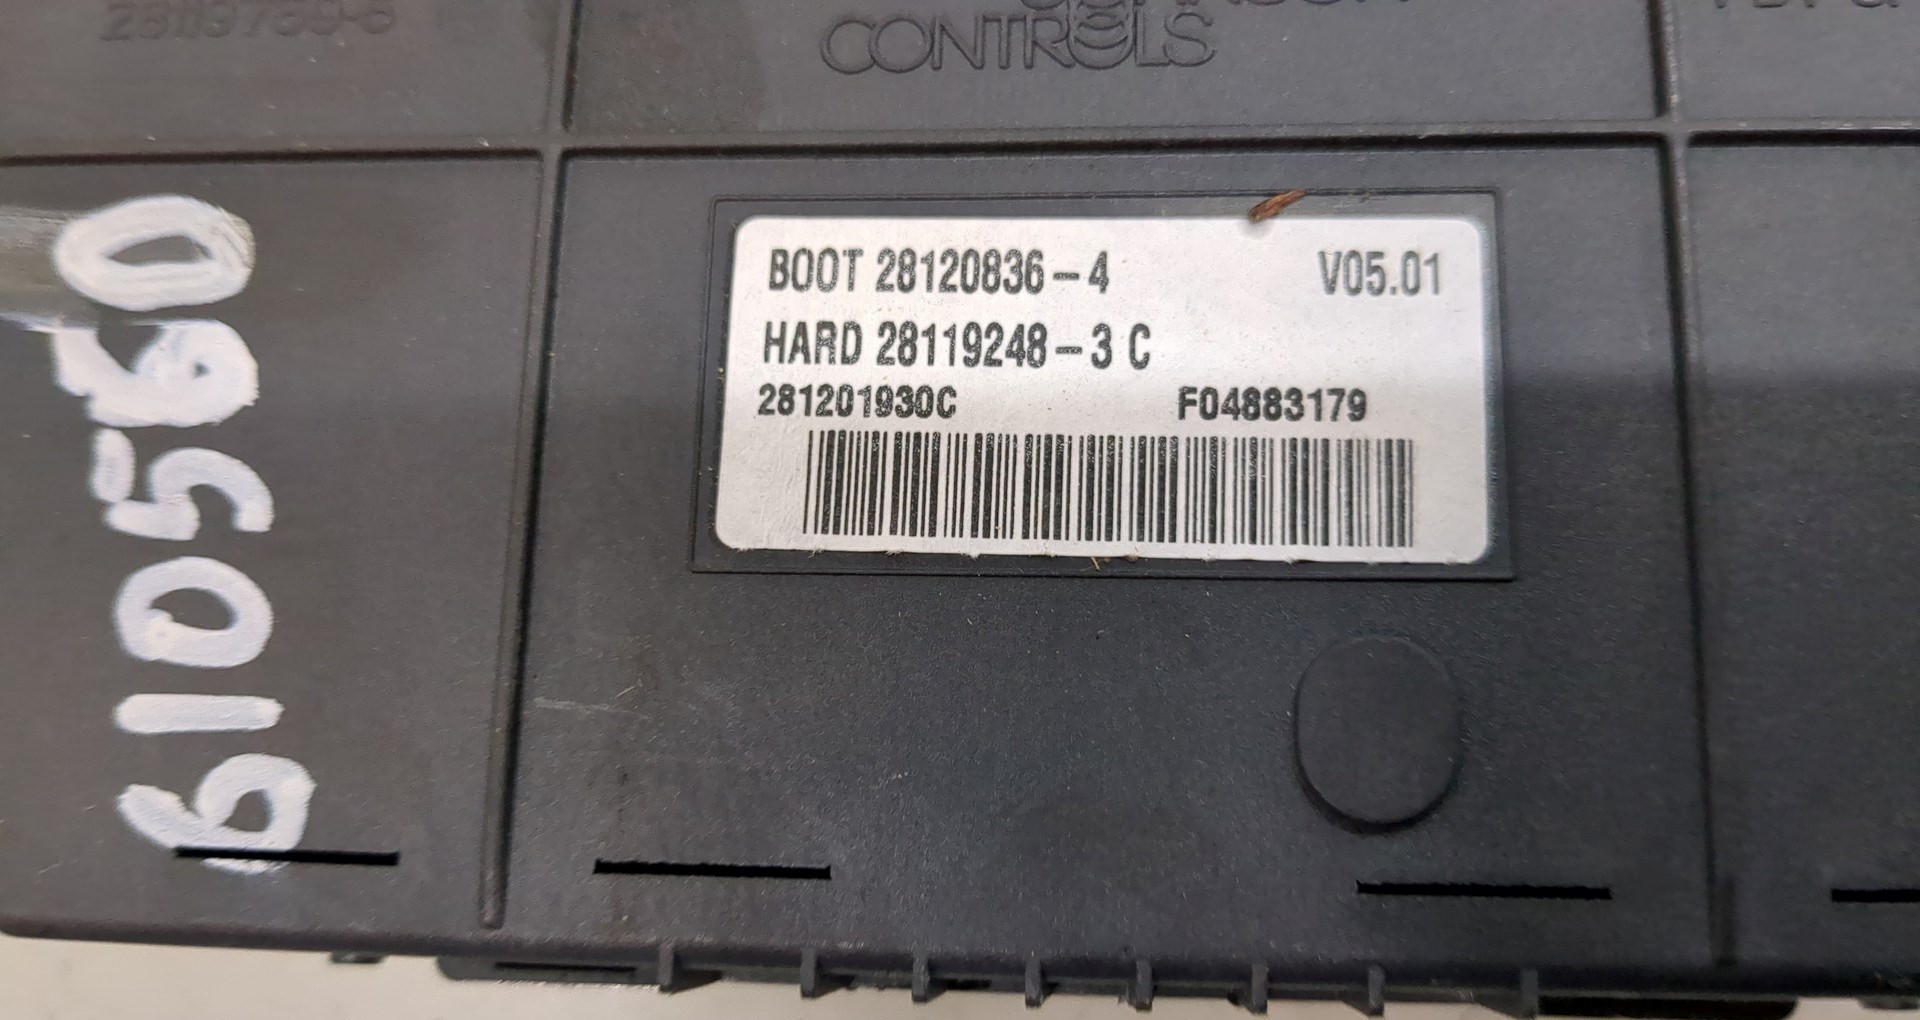 CONTROLS
BOOT 28120836-4 V05.01
HARD 28119248-3 C
281201930C F04883179
610560